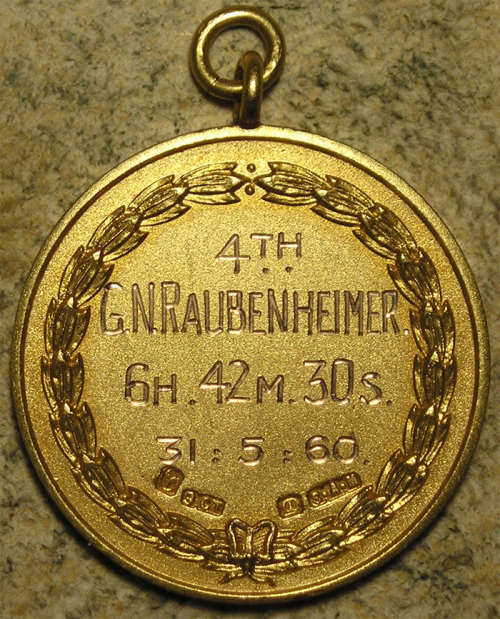 4TH
G.N.RAUBENHEIMER.
6H. 42M. 30S.
31:5:60.